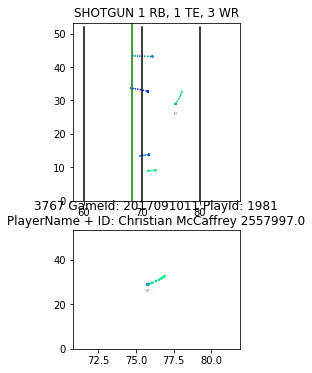 SHOTGUN 1 RB, 1 TE, 3 WR
50
40
30
20
10
0
60 70 80
3767 GameId: 2017091011 PlayId: 1981
PlayerName + ID: Christian McCaffrey 2557997.0
40
20
0
72.5 75.0 77.5 80.0